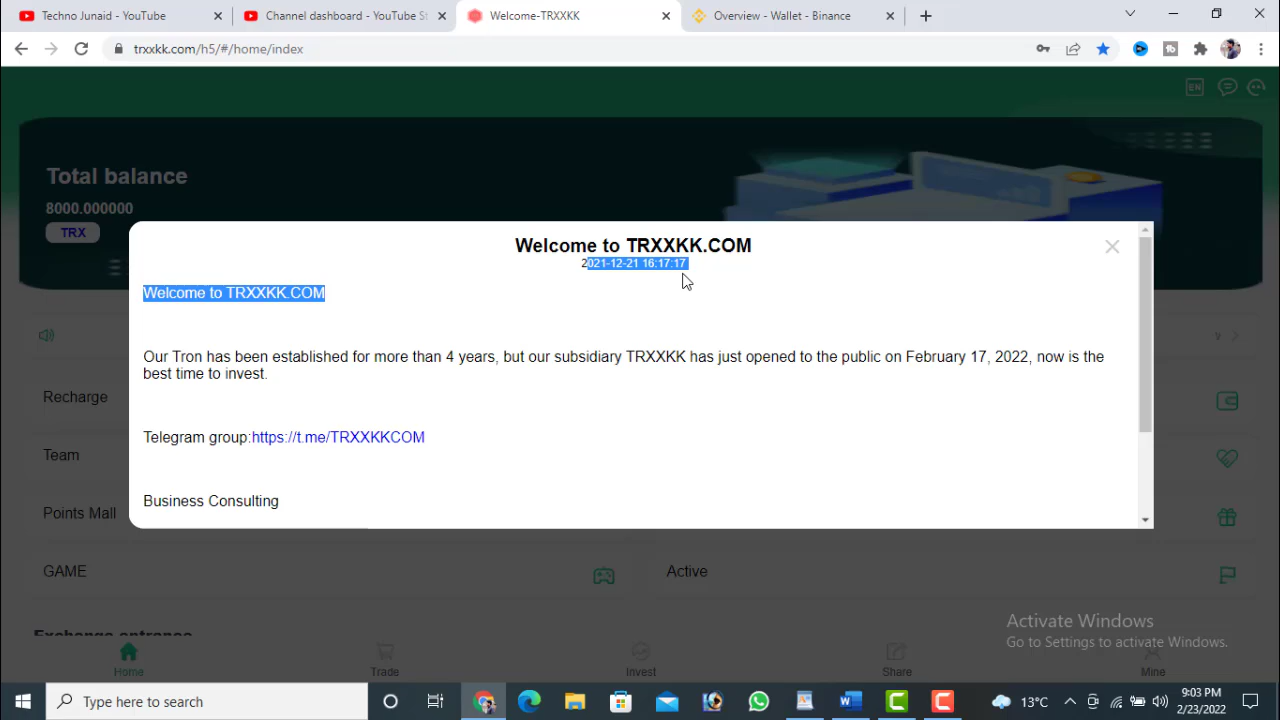 Techno Junaid - YouTube
Channel dashboard - YouTube St
Welcome-TRXXKK
Overview - Wallet - Binance
trxxkk.com/h5/#/home/index
EN
Total balance
8000.000000
TRX
Welcome to TRXXKK.COM
2021-12-21 16:17:17
Welcome to TRXXKK.COM
Our Tron has been established for more than 4 years, but our subsidiary TRXXKK has just opened to the public on February 17, 2022, now is the
best time to invest.
Telegram group:https://t.me/TRXXKKCOM
Business Consulting
Recharge
Team
Points Mall
GAME
Active
Exchange entrance
Activate Windows
Go to Settings to activate Windows.
Home
Trade
Invest
Share
Mine
Type here to search
13°C
9:03 PM
2/23/2022